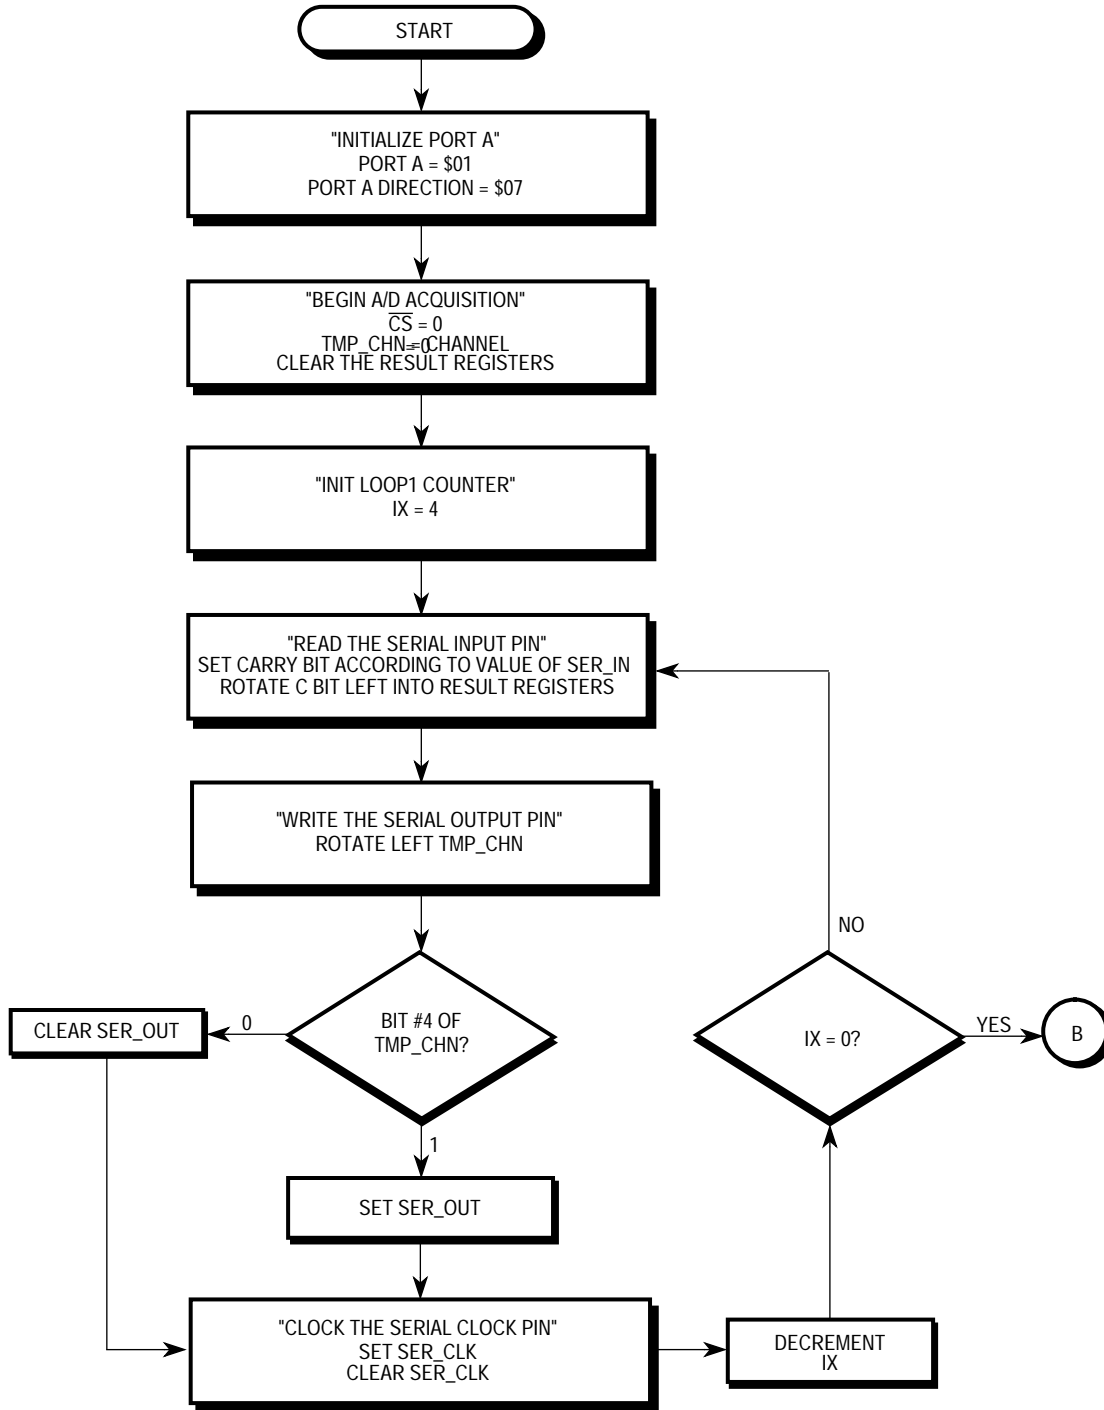 START
"INITIALIZE PORT A"
PORT A = $01
PORT A DIRECTION = $07
"BEGIN A/D ACQUISITION"
CS = 0
TMP_CHN = CHANNEL
= 0
CLEAR THE RESULT REGISTERS
"INIT LOOP1 COUNTER"
IX = 4
"READ THE SERIAL INPUT PIN"
SET CARRY BIT ACCORDING TO VALUE OF SER_IN
ROTATE C BIT LEFT INTO RESULT REGISTERS
"WRITE THE SERIAL OUTPUT PIN"
ROTATE LEFT TMP_CHN
BIT #4 OF
TMP_CHN?
0
CLEAR SER_OUT
1
SET SER_OUT
"CLOCK THE SERIAL CLOCK PIN"
SET SER_CLK
CLEAR SER_CLK
DECREMENT
IX
IX = 0?
NO
YES
B